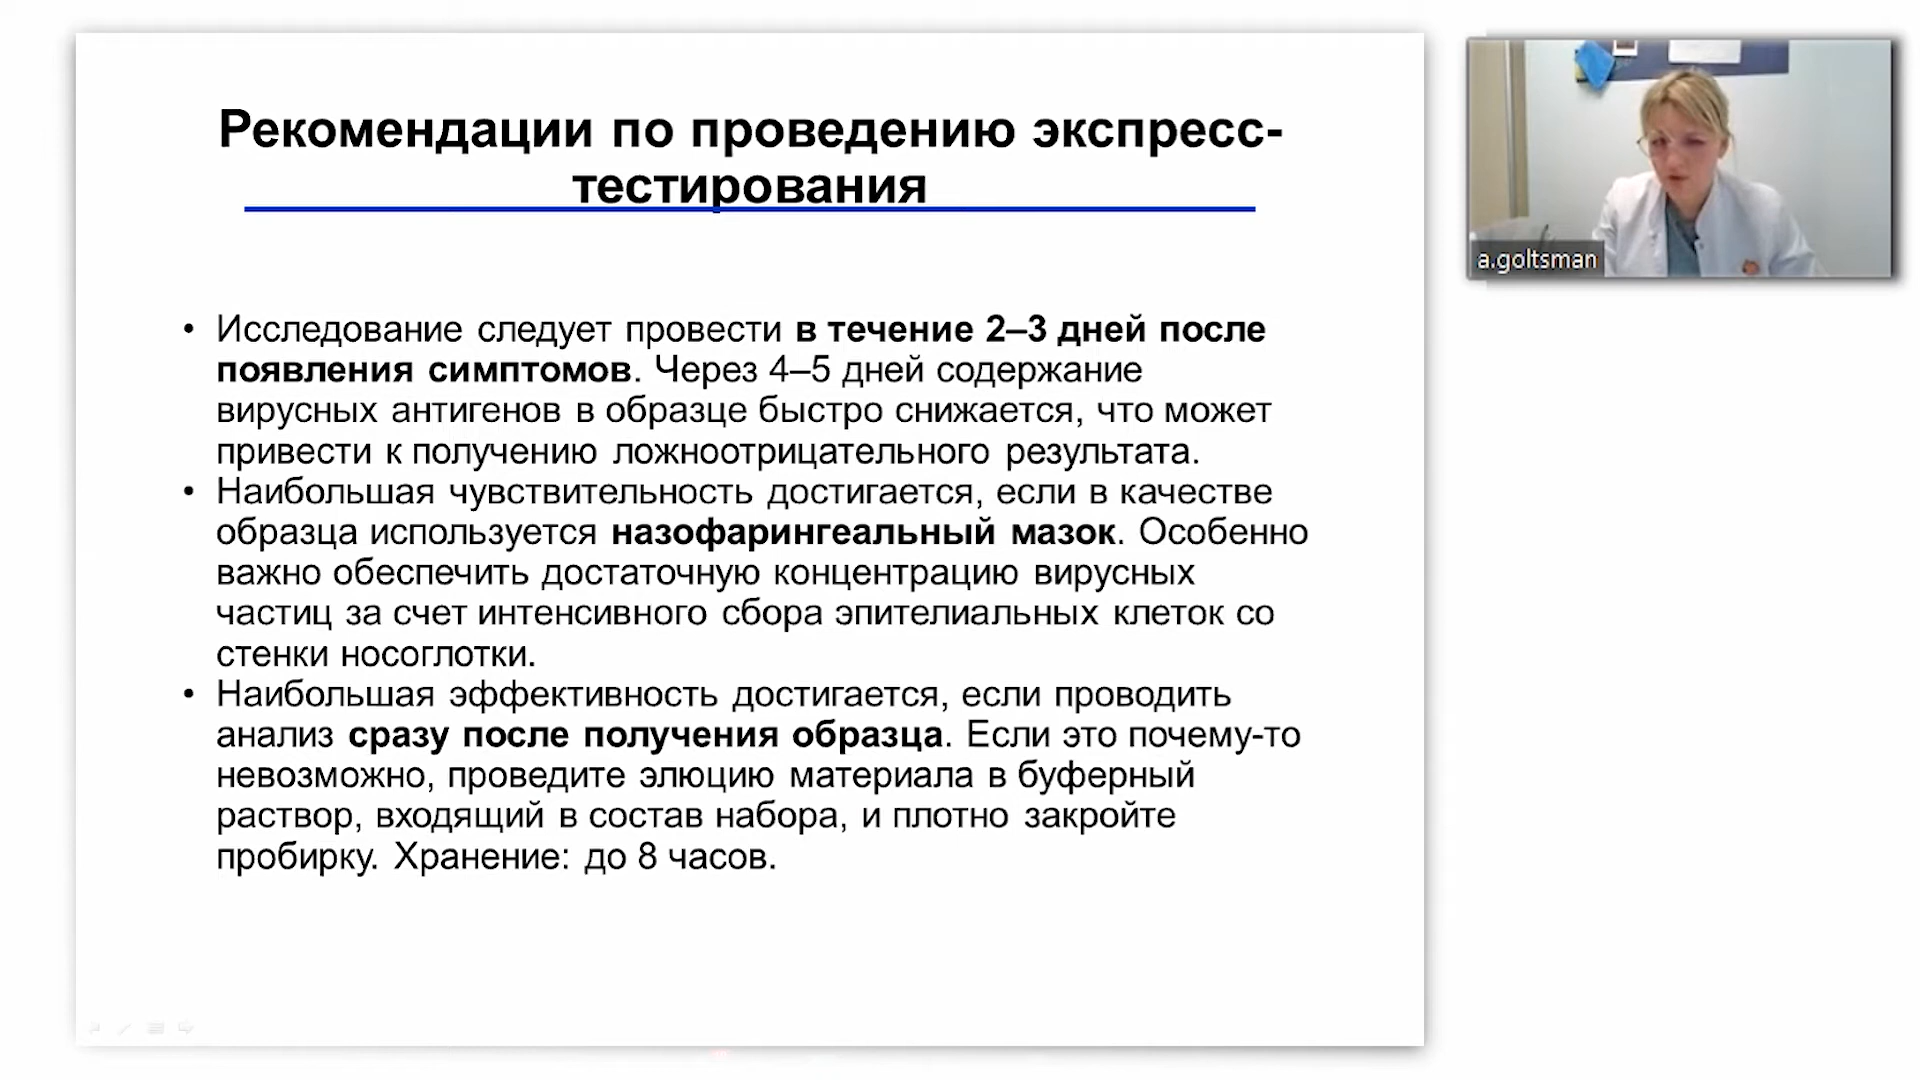 Рекомендации по проведению экспресс-
тестирования
• Исследование следует провести в течение 2–3 дней после
появления симптомов. Через 4–5 дней содержание
вирусных антигенов в образце быстро снижается, что может
привести к получению ложноотрицательного результата.
• Наибольшая чувствительность достигается, если в качестве
образца используется назофарингеальный мазок. Особенно
важно обеспечить достаточную концентрацию вирусных
частиц за счет интенсивного сбора эпителиальных клеток со
стенки носоглотки.
• Наибольшая эффективность достигается, если проводить
анализ сразу после получения образца. Если это почему-то
невозможно, проведите элюцию материала в буферный
раствор, входящий в состав набора, и плотно закройте
пробирку. Хранение: до 8 часов.
a.goltsman